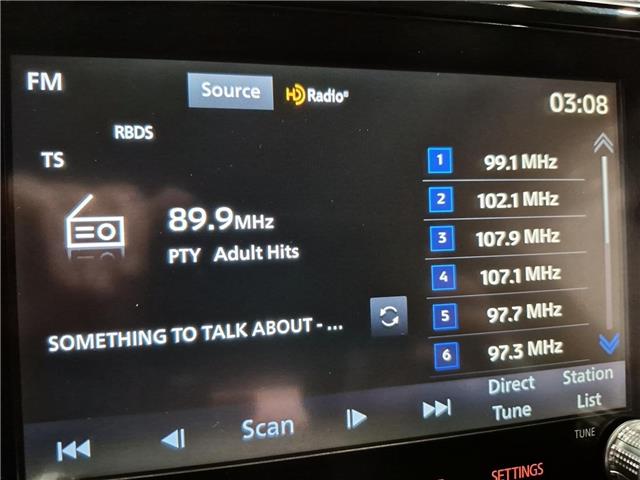 FM
Source
HD Radio
03:08
RBDS
TS
89.9 MHz
PTY Adult Hits
SOMETHING TO TALK ABOUT - ...
1 99.1 MHz
2 102.1 MHz
3 107.9 MHz
4 107.1 MHz
5 97.7 MHz
6 97.3 MHz
Scan
Direct Tune
Station List
TUNE
SETTINGS